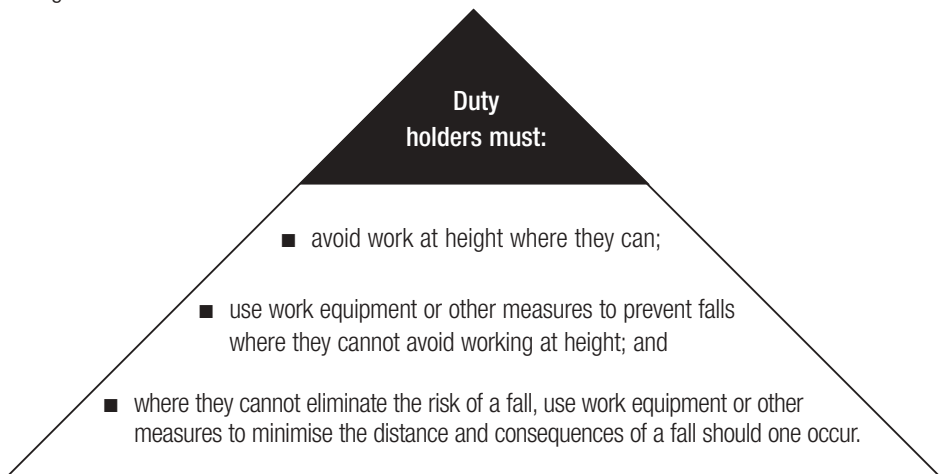 Duty
holders must:
■ avoid work at height where they can;
■ use work equipment or other measures to prevent falls
where they cannot avoid working at height; and
■ where they cannot eliminate the risk of a fall, use work equipment or other
measures to minimise the distance and consequences of a fall should one occur.